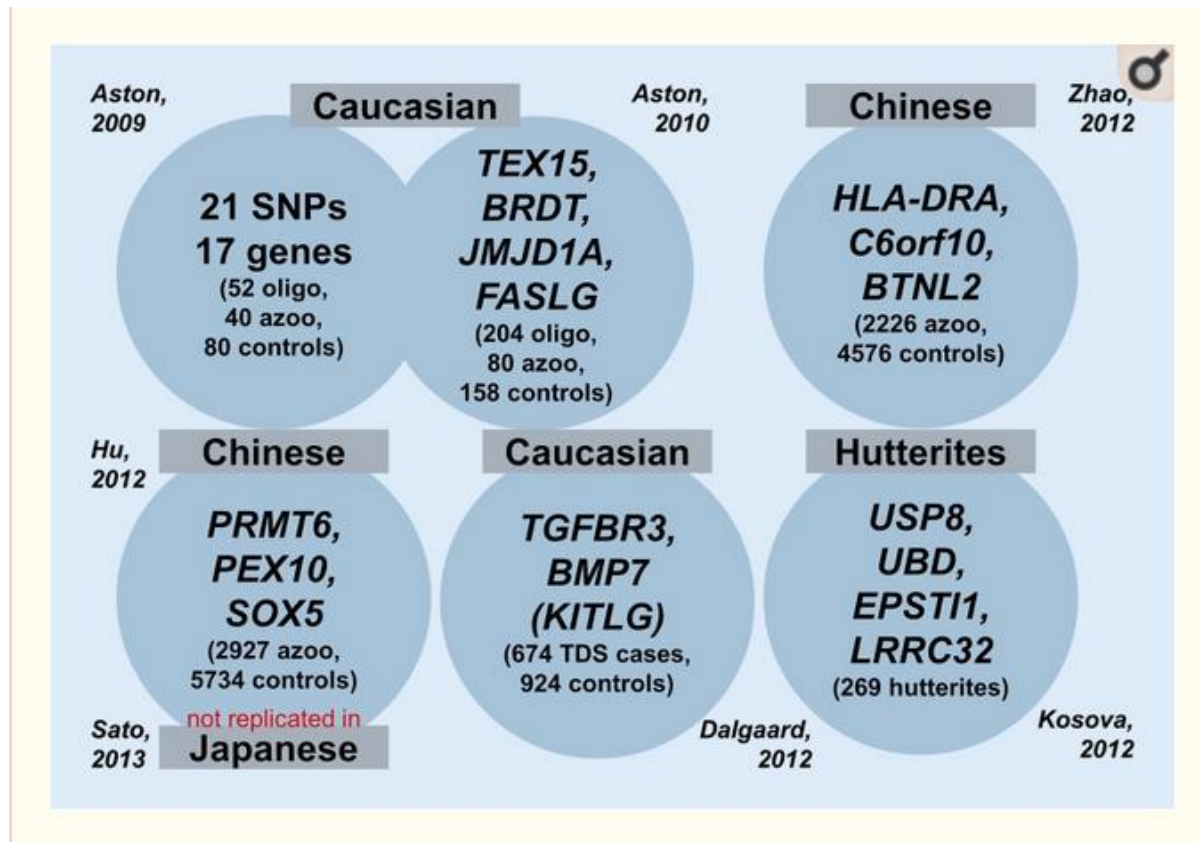 Aston,
2009
Caucasian
Aston,
2010
21 SNPs
17 genes
(52 oligo,
40 azoo,
80 controls)
TEX15,
BRDT,
JMJD1A,
FASLG
(204 oligo,
80 azoo,
158 controls)
Chinese
Zhao,
2012
HLA-DRA,
C6orf10,
BTNL2
(2226 azoo,
4576 controls)
Hu,
2012
Chinese
PRMT6,
PEX10,
SOX5
(2927 azoo,
5734 controls)
not replicated in
Sato,
2013
Japanese
Caucasian
TGFBR3,
BMP7
(KITLG)
(674 TDS cases,
924 controls)
Dalgaard,
2012
Hutterites
USP8,
UBD,
EPSTI1,
LRRC32
(269 hutterites)
Kosova,
2012